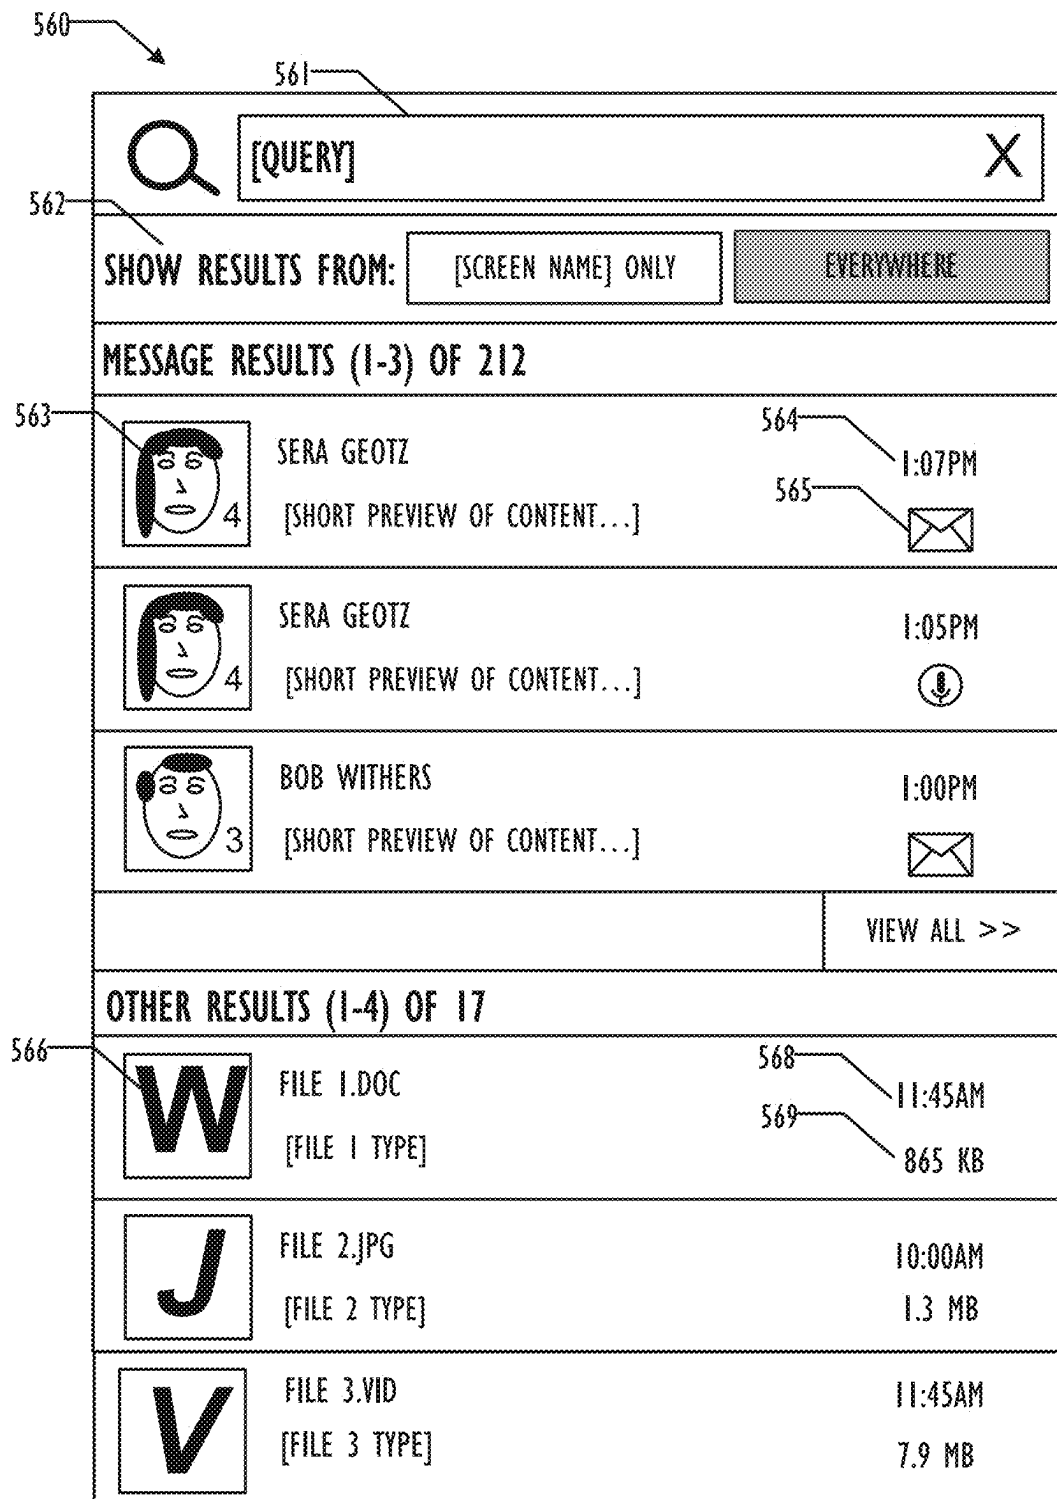 560
561
[QUERY] X
562
SHOW RESULTS FROM: [SCREEN NAME] ONLY EVERYWHERE
MESSAGE RESULTS (1-3) OF 212
563
564
SERA GEOTZ
1:07PM
565
4
[SHORT PREVIEW OF CONTENT...]
SERA GEOTZ
1:05PM
4
[SHORT PREVIEW OF CONTENT...]
BOB WITHERS
1:00PM
3
[SHORT PREVIEW OF CONTENT...]
VIEW ALL >>
OTHER RESULTS (1-4) OF 17
566
568
W
FILE 1.DOC
11:45AM
569
[FILE 1 TYPE]
865 KB
J
FILE 2.JPG
10:00AM
[FILE 2 TYPE]
1.3 MB
V
FILE 3.VID
11:45AM
[FILE 3 TYPE]
7.9 MB